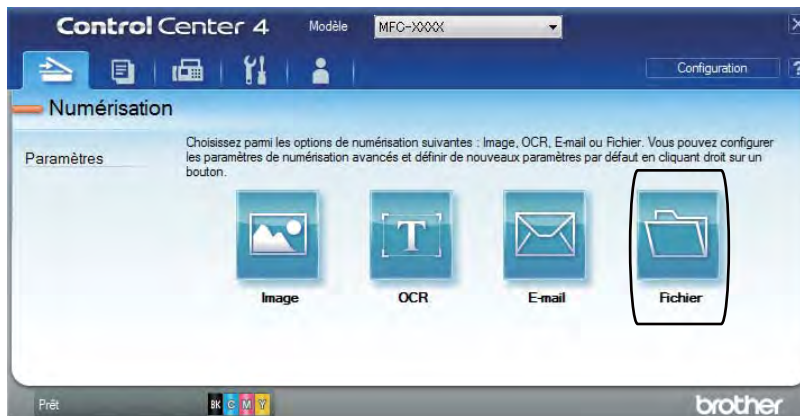 Control Center 4 Modèle MFC-XXXX
Configuration ?
Numérisation
Paramètres
Choisissez parmi les options de numérisation suivantes : Image, OCR, E-mail ou Fichier. Vous pouvez configurer
les paramètres de numérisation avancés et définir de nouveaux paramètres par défaut en cliquant droit sur un
bouton.
T
Image OCR E-mail Fichier
Prêt BK C M Y brother